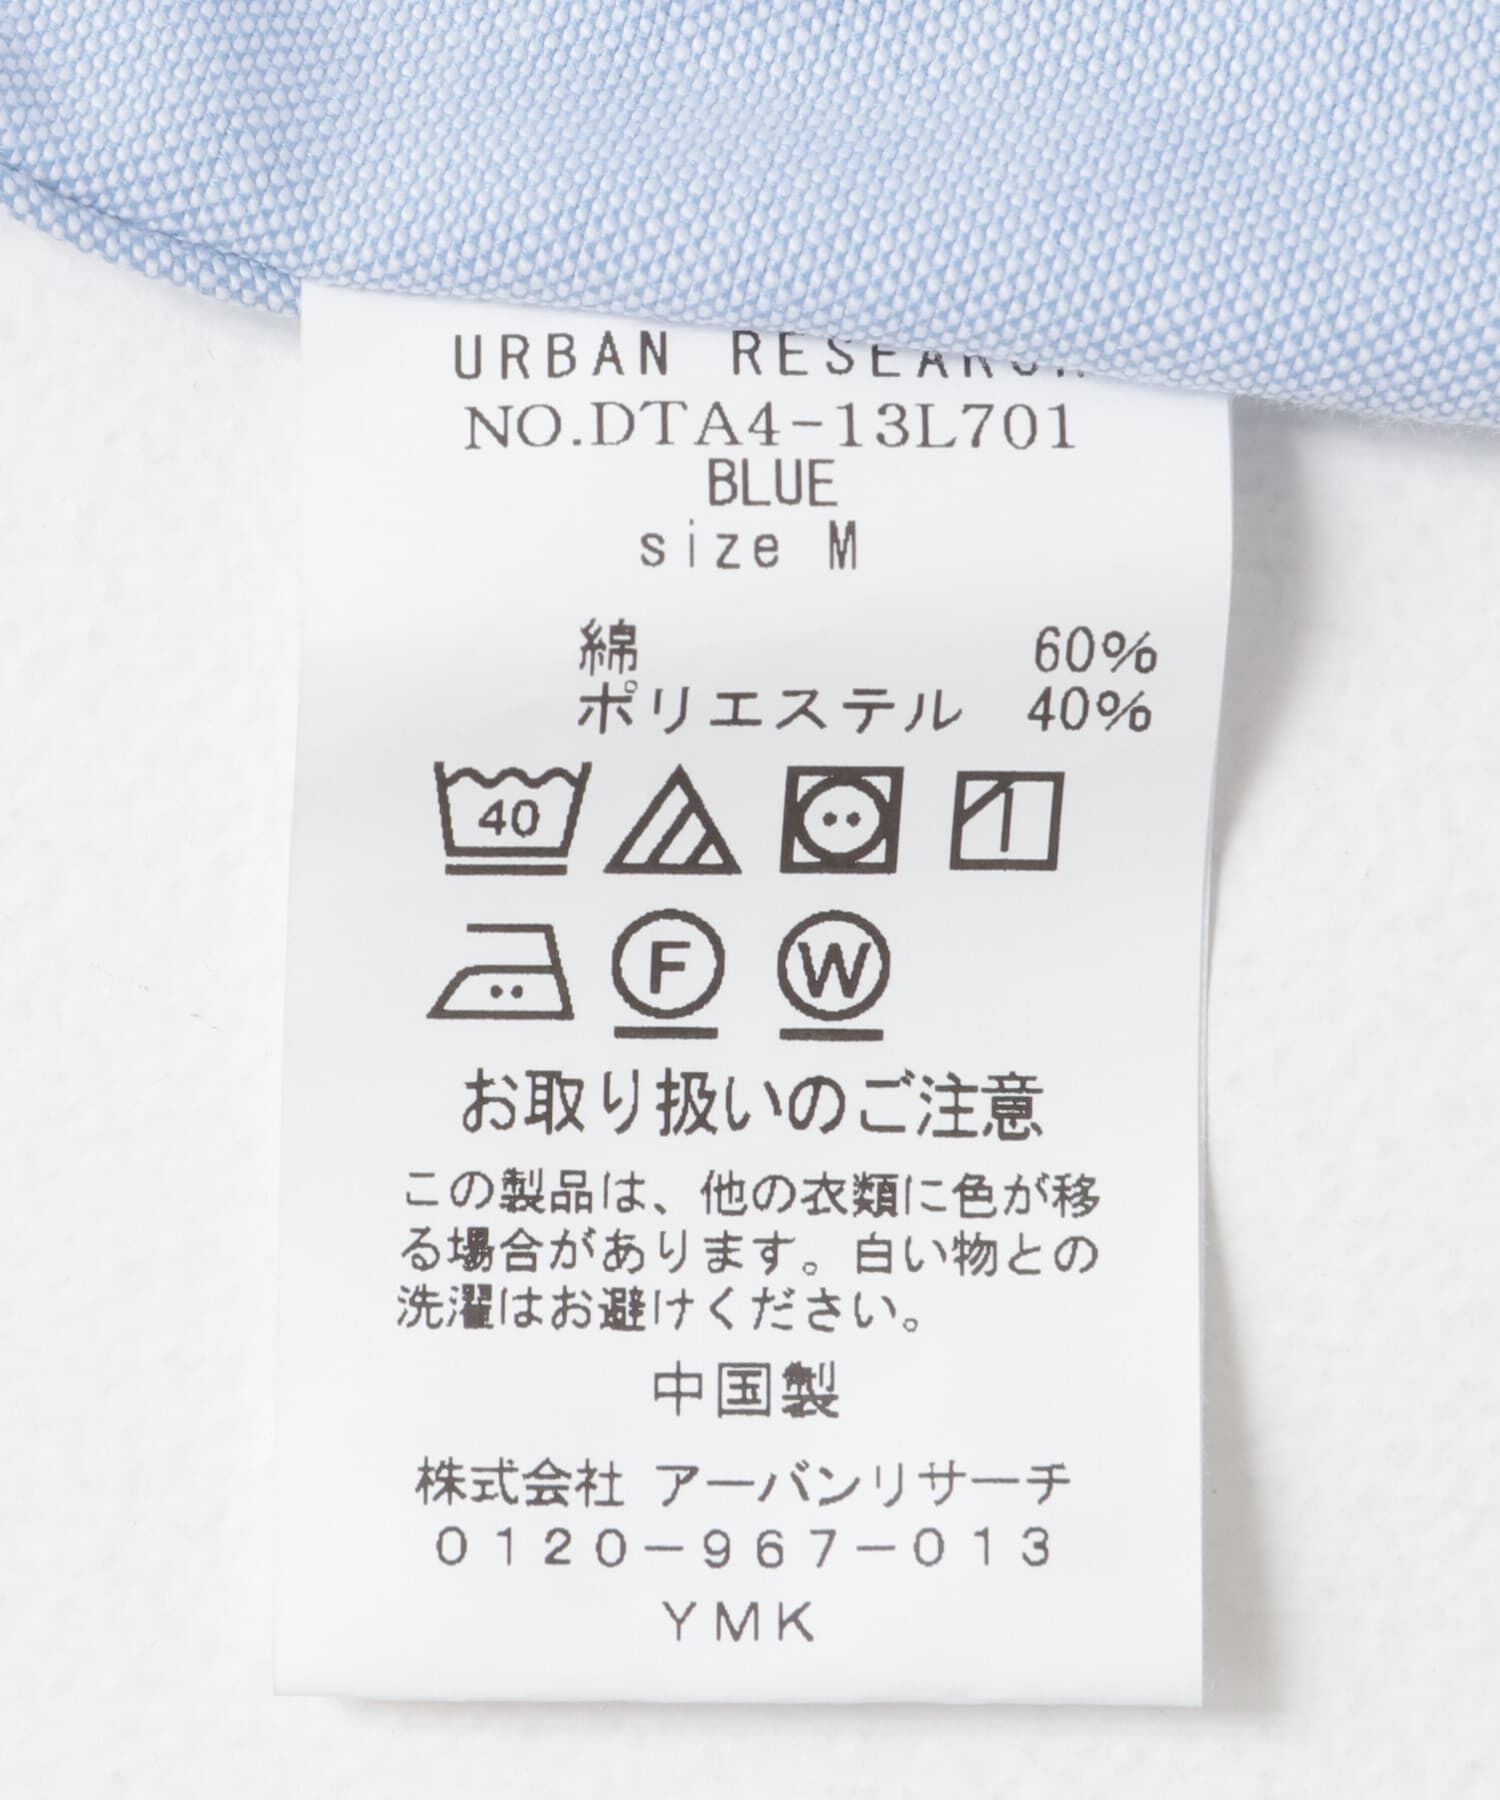 URBAN RESEARCH
NO.DTA4-13L701
BLUE
size M
綿 60%
ポリエステル 40%
40
F W
お取り扱いのご注意
この製品は、他の衣類に色が移
る場合があります。白い物との
洗濯はお避けください。
中国製
株式会社 アーバンリサーチ
0120-967-013
YMK